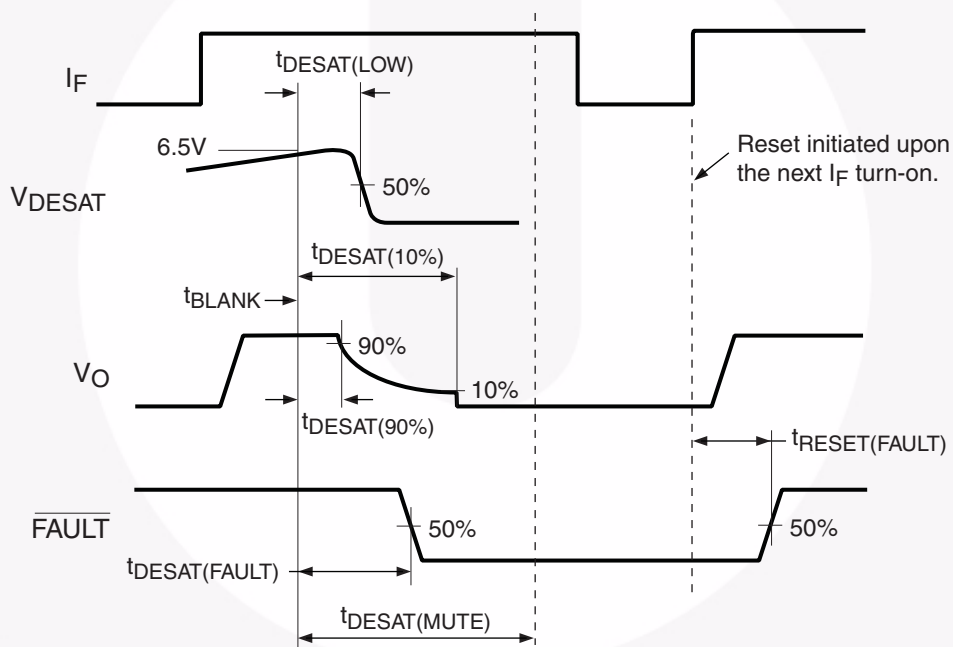 I_F
t_DESAT(LOW)
6.5V
Reset initiated upon
the next I_F turn-on.
V_DESAT
50%
t_DESAT(10%)
t_BLANK
V_O
90%
10%
t_DESAT(90%)
t_RESET(FAULT)
FAULT
50%
50%
t_DESAT(FAULT)
t_DESAT(MUTE)